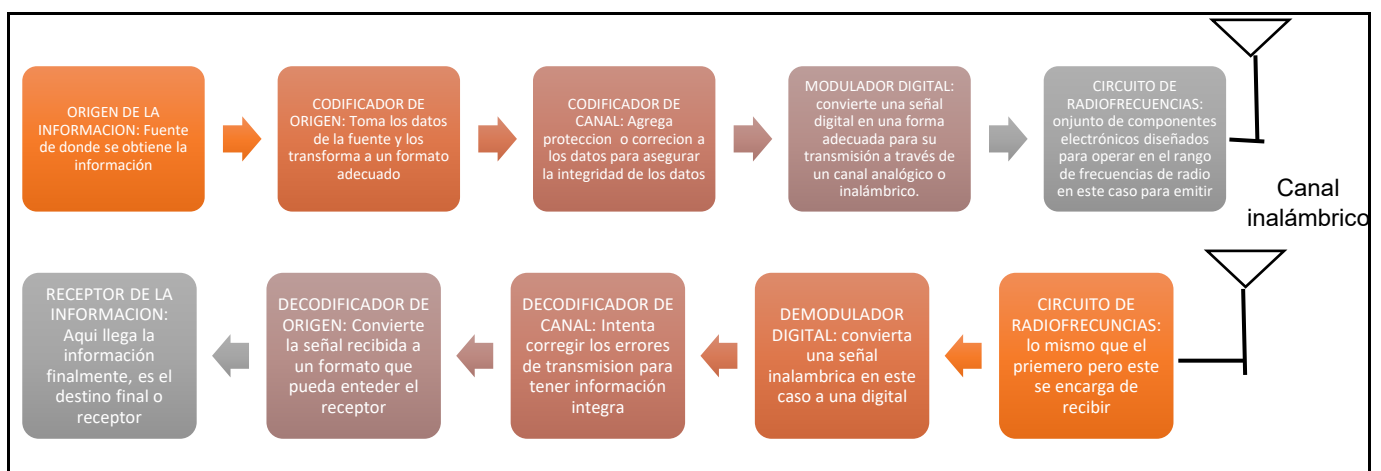 ORIGEN DE LA
INFORMACION: Fuente
de donde se obtiene la
información
CODIFICADOR DE
ORIGEN: Toma los datos
de la fuente y los
transforma a un formato
adecuado
CODIFICADOR DE
CANAL: Agrega
proteccion o correcion a
los datos para asegurar
la integridad de los datos
MODULADOR DIGITAL:
convierte una señal
digital en una forma
adecuada para su
transmisión a través de
un canal analógico o
inalámbrico.
CIRCUITO DE
RADIOFRECUENCIAS:
onjunto de componentes
electrónicos diseñados
para operar en el rango
de frecuencias de radio
en este caso para emitir
Canal
inalámbrico
RECEPTOR DE LA
INFORMACION:
Aqui llega la
información
finalmente, es el
destino final o
receptor
DECODIFICADOR DE
ORIGEN: Convierte
la señal recibida a
un formato que
pueda enteder el
receptor
DECODIFICADOR DE
CANAL: Intenta
corregir los errores
de transmision para
tener información
integra
DEMODULADOR
DIGITAL: convierta
una señal
inalambrica en este
caso a una digital
CIRCUITO DE
RADIOFRECUNCIAS:
lo mismo que el
priemero pero este
se encarga de
recibir